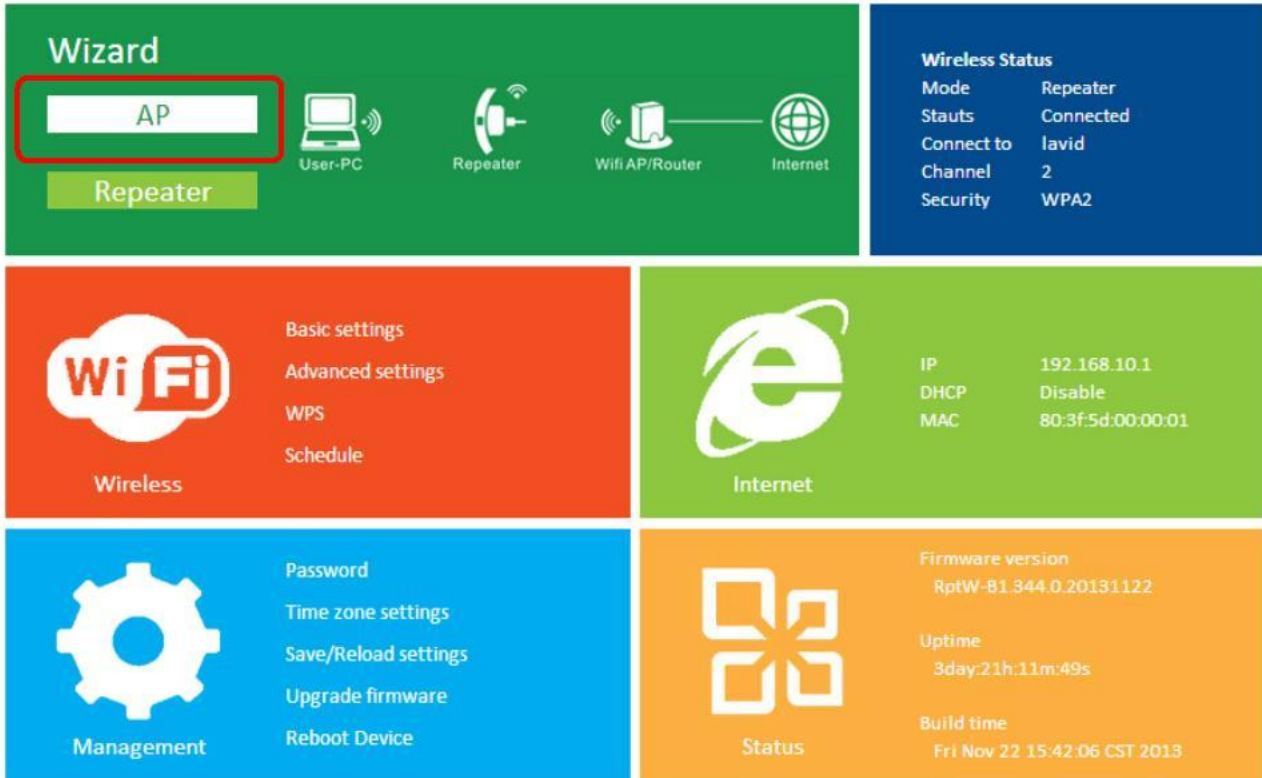 Wizard
AP
Repeater
User-PC
Repeater
Wifi AP/Router
Internet
Wireless Status
Mode Repeater
Stauts Connected
Connect to lavid
Channel 2
Security WPA2
Wi Fi
Wireless
Basic settings
Advanced settings
WPS
Schedule
Internet
IP 192.168.10.1
DHCP Disable
MAC 80:3f:5d:00:00:01
Management
Password
Time zone settings
Save/Reload settings
Upgrade firmware
Reboot Device
Status
Firmware version
RptW-B1.344.0.20131122
Uptime
3day:21h:11m:49s
Build time
Fri Nov 22 15:42:06 CST 2013